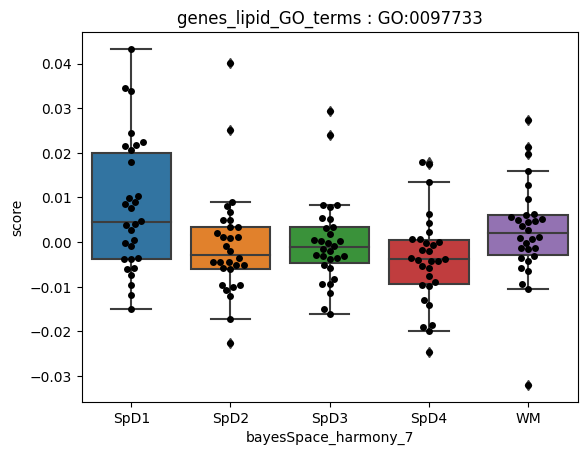 genes_lipid_GO_terms : GO:0097733
0.04
0.03
0.02
0.01
0.00
−0.01
−0.02
−0.03
score
SpD1 SpD2 SpD3 SpD4 WM
bayesSpace_harmony_7